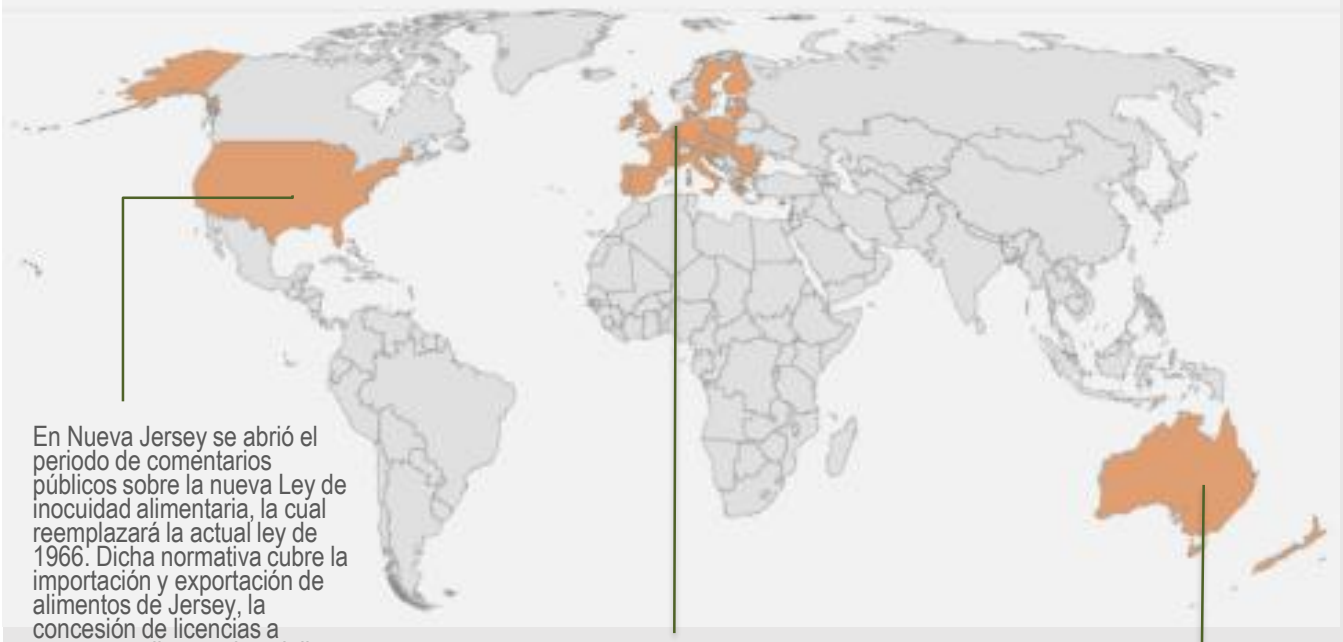 En Nueva Jersey se abrió el
periodo de comentarios
públicos sobre la nueva Ley de
inocuidad alimentaria, la cual
reemplazará la actual ley de
1966. Dicha normativa cubre la
importación y exportación de
alimentos de Jersey, la
concesión de licencias a